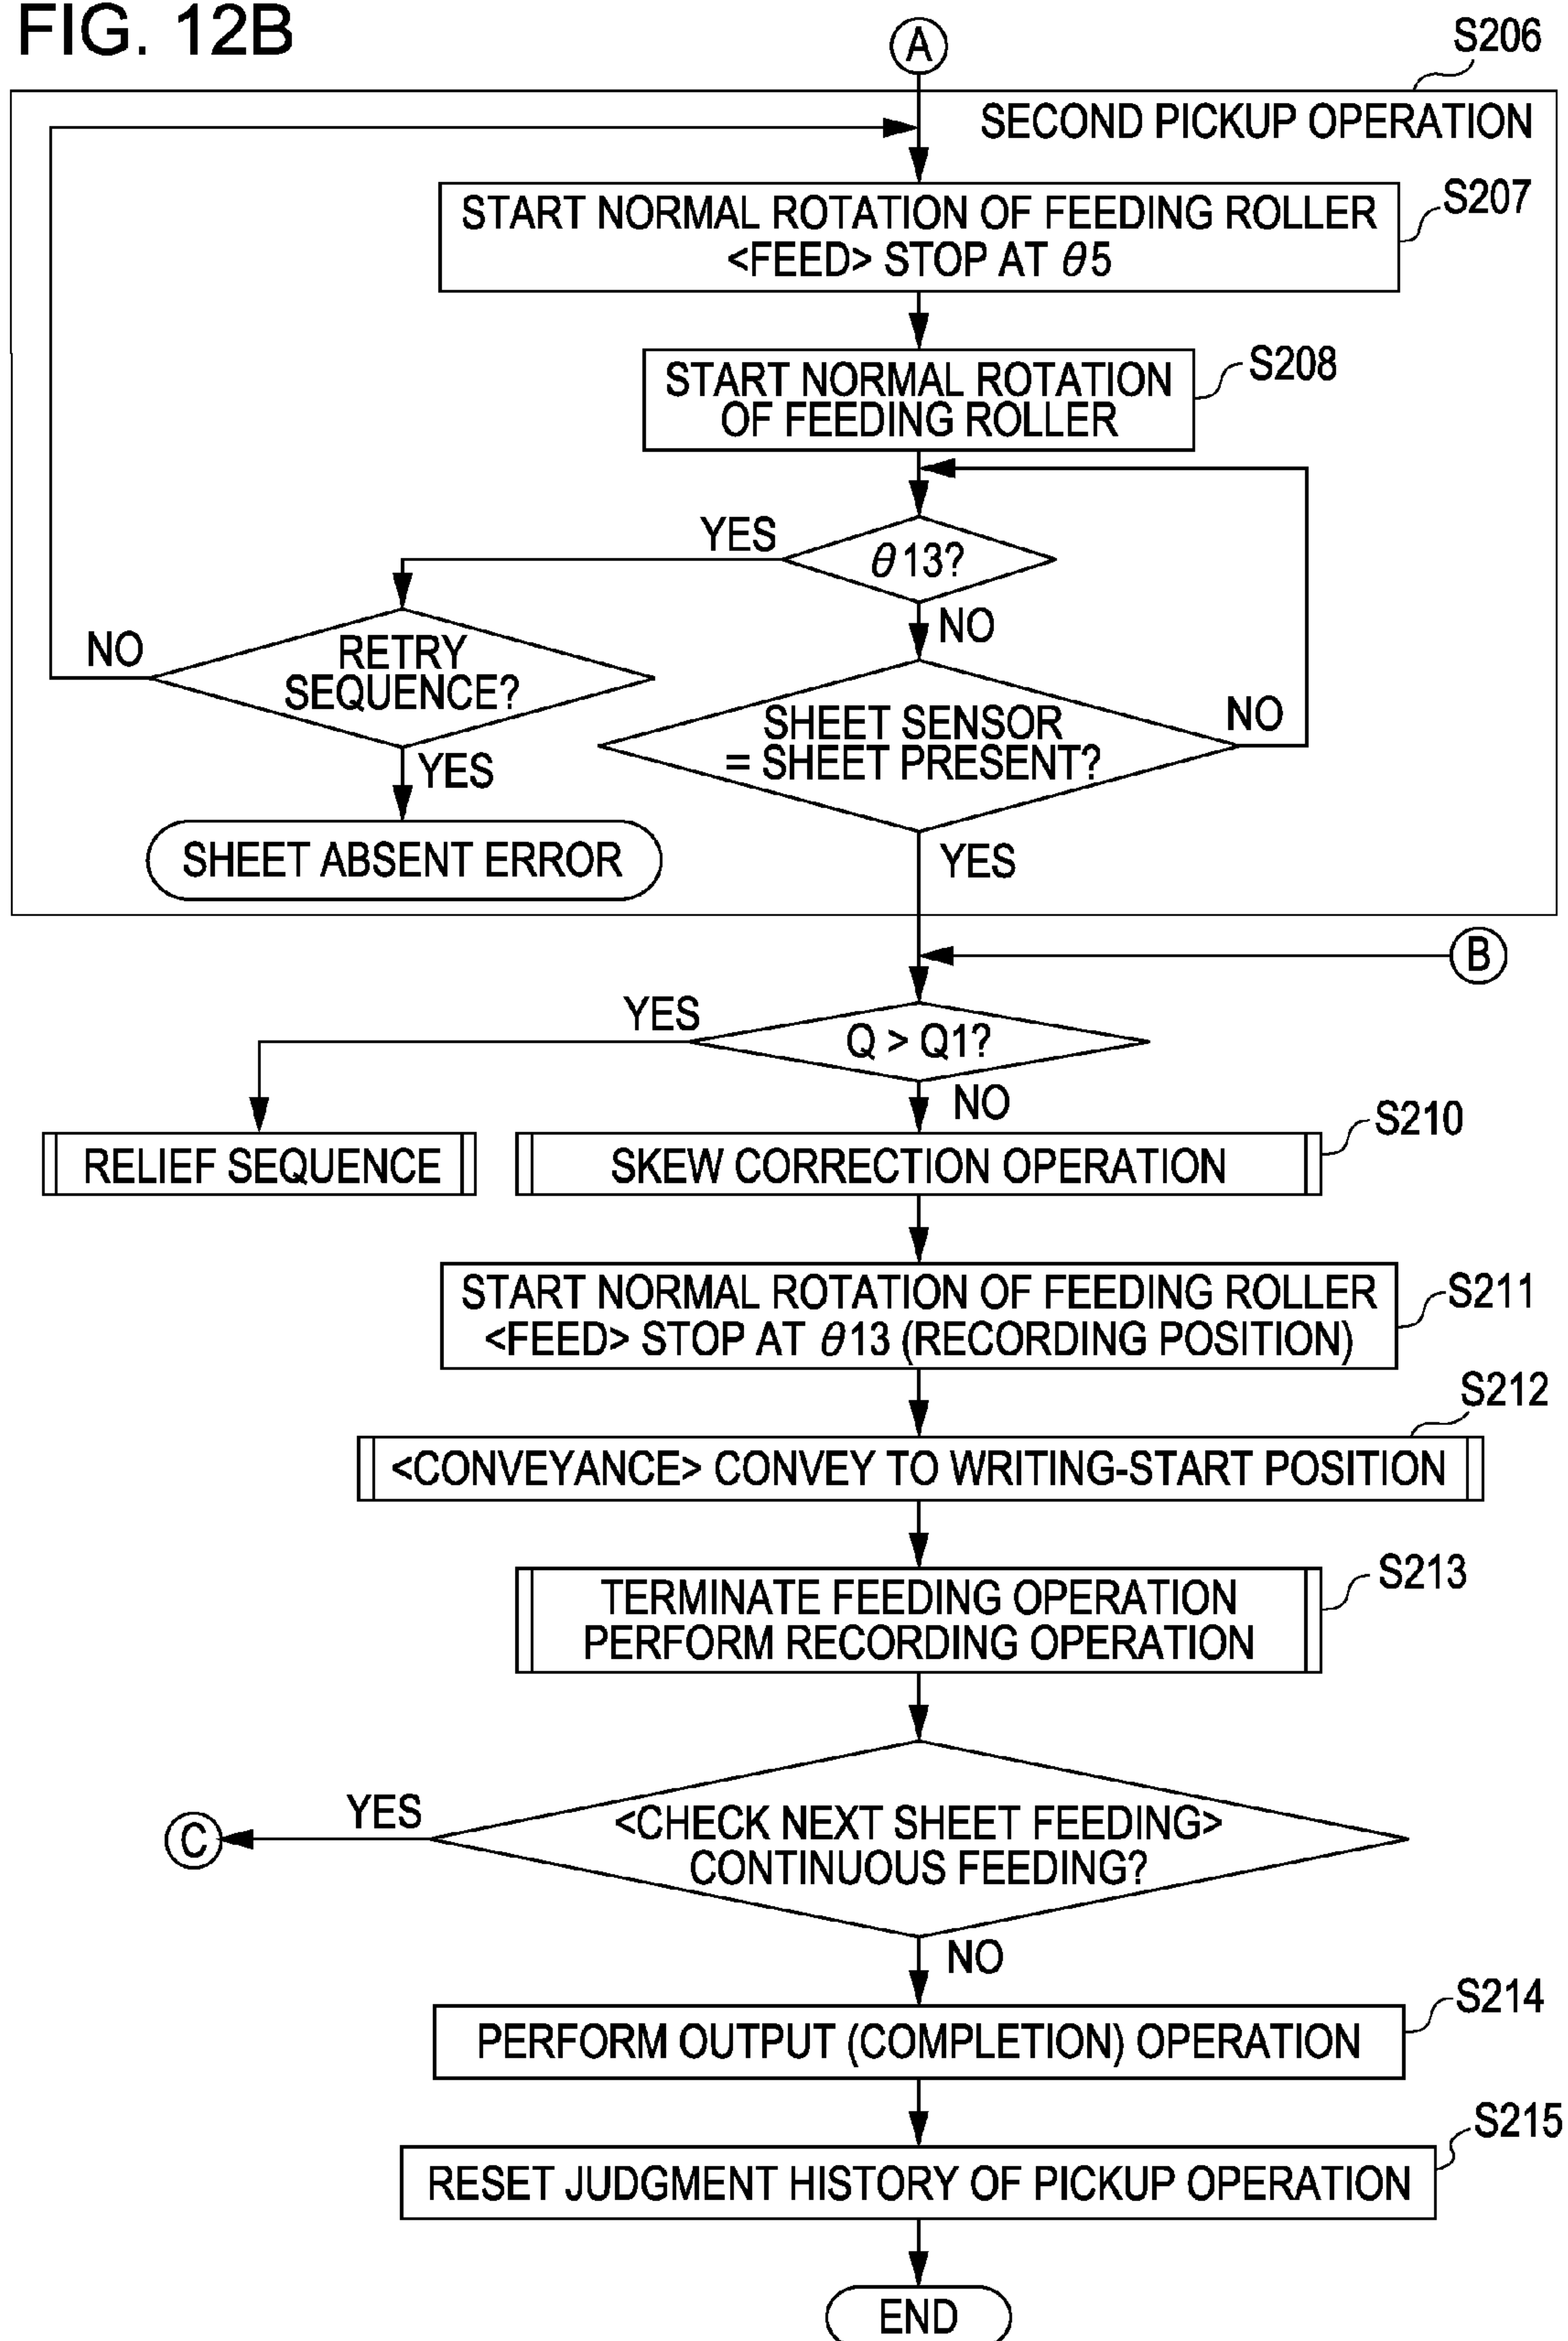 FIG. 12B
A
S206
SECOND PICKUP OPERATION
START NORMAL ROTATION OF FEEDING ROLLER
<FEED> STOP AT θ5
S207
START NORMAL ROTATION
OF FEEDING ROLLER
S208
YES
θ13?
NO
NO
RETRY
SEQUENCE?
YES
SHEET SENSOR
= SHEET PRESENT?
NO
SHEET ABSENT ERROR
YES
B
YES
Q > Q1?
NO
RELIEF SEQUENCE
SKEW CORRECTION OPERATION
S210
START NORMAL ROTATION OF FEEDING ROLLER
<FEED> STOP AT θ13 (RECORDING POSITION)
S211
S212
<CONVEYANCE> CONVEY TO WRITING-START POSITION
TERMINATE FEEDING OPERATION
PERFORM RECORDING OPERATION
S213
C
YES
<CHECK NEXT SHEET FEEDING>
CONTINUOUS FEEDING?
NO
PERFORM OUTPUT (COMPLETION) OPERATION
S214
RESET JUDGMENT HISTORY OF PICKUP OPERATION
S215
END